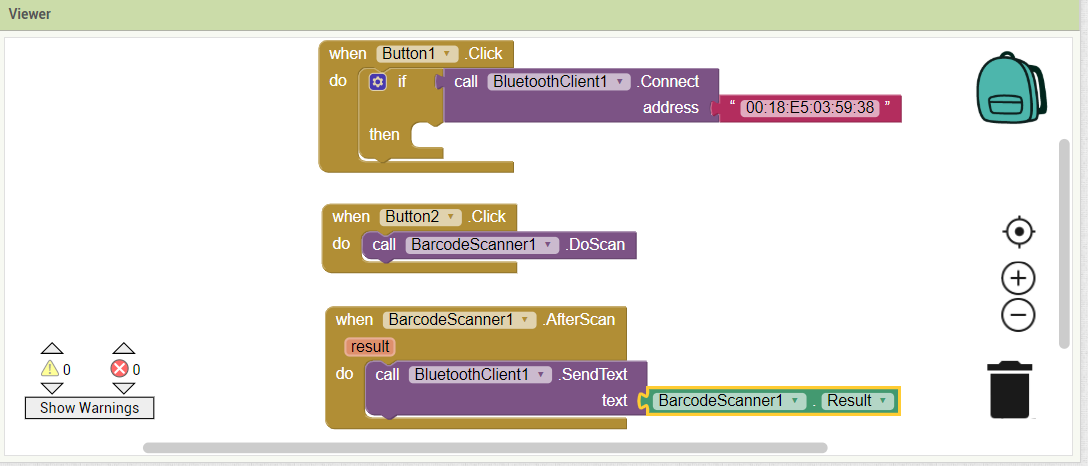 Viewer
when Button1 .Click
do if call BluetoothClient1 .Connect
address “ 00:18:E5:03:59:38 ”
then
when Button2 .Click
do call BarcodeScanner1 .DoScan
when BarcodeScanner1 .AfterScan
result
do call BluetoothClient1 .SendText
text BarcodeScanner1 . Result
0 0
Show Warnings